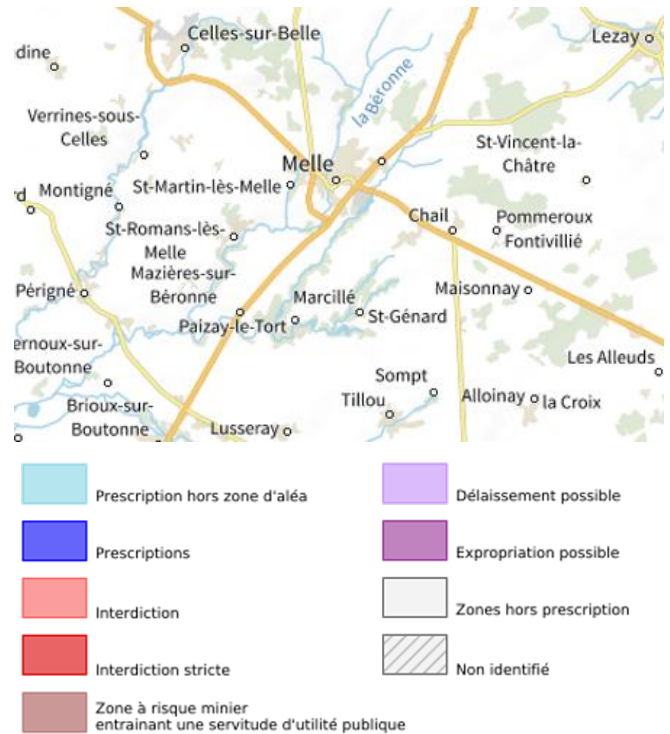 Celles-sur-Belle
Lezay
dine
la Béronne
Verrines-sous-
Celles
St-Vincent-la-
Châtre
Melle
d
Montigné
St-Martin-lès-Melle
Chail
Pommeroux
Fontivillié
St-Romans-lès-
Melle
Mazières-sur-
Béronne
Périgné
Marcillé
Maisonnay
Paizay-le-Tort
St-Génard
ernoux-sur-
Boutonne
Les Alleuds
Sompt
Brioux-sur-
Boutonne
Tillou
Alloinay
la Croix
Lusseray
Prescription hors zone d'aléa
Délaissement possible
Prescriptions
Expropriation possible
Interdiction
Zones hors prescription
Interdiction stricte
Non identifié
Zone à risque minier
entrainant une servitude d'utilité publique